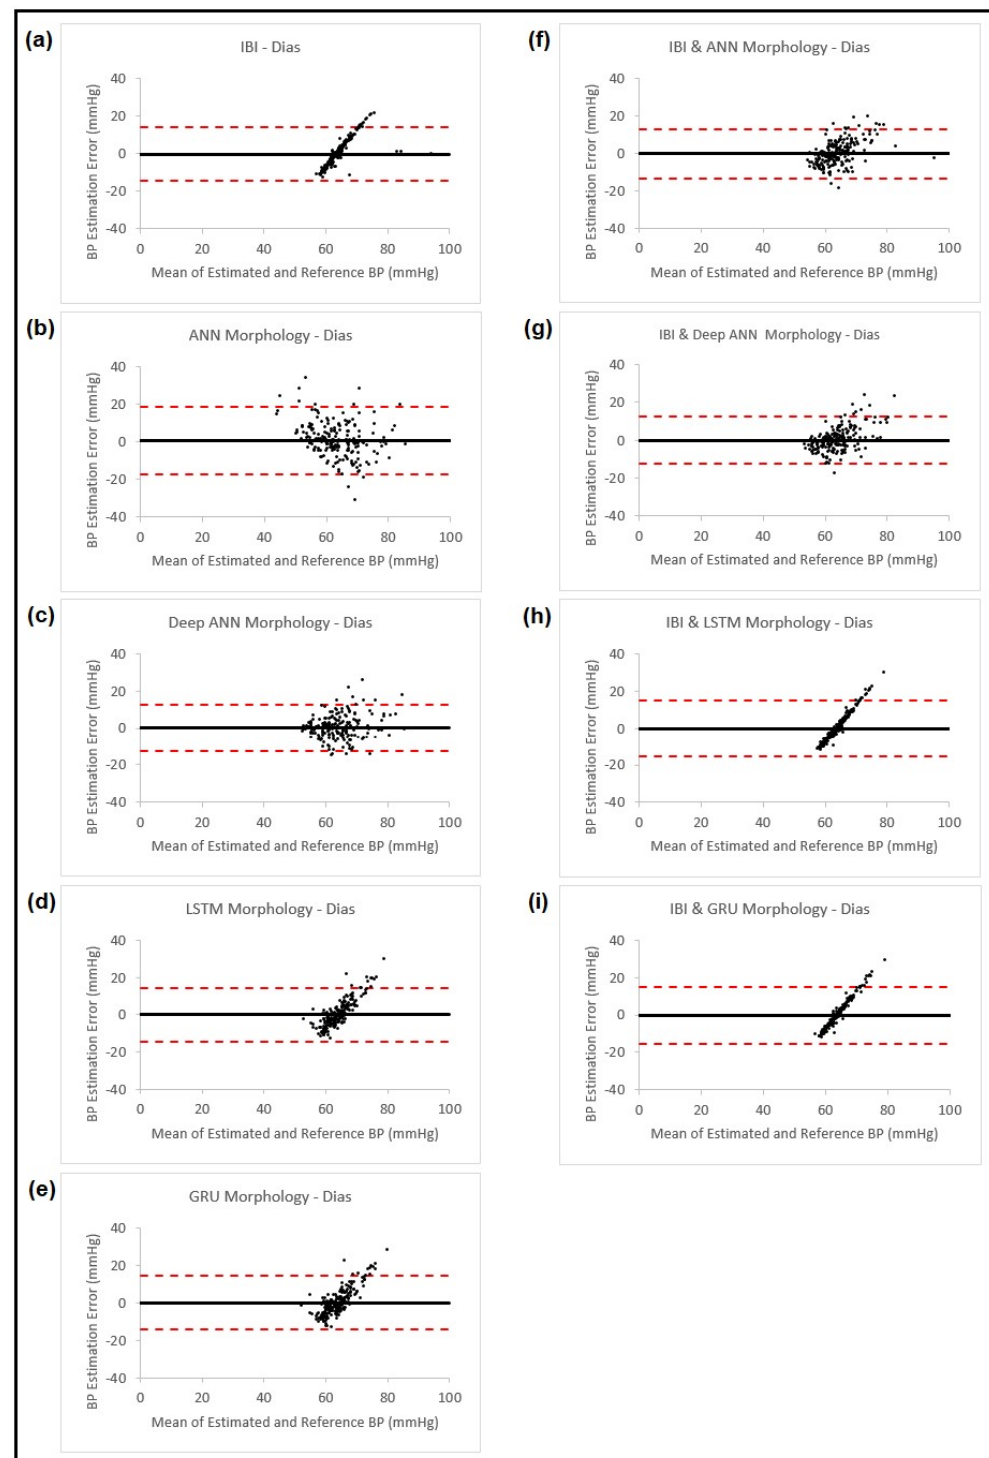 (a)
IBI - Dias
BP Estimation Error (mmHg)
40
20
0
-20
-40
0 20 40 60 80 100
Mean of Estimated and Reference BP (mmHg)
(b)
ANN Morphology - Dias
BP Estimation Error (mmHg)
40
20
0
-20
-40
0 20 40 60 80 100
Mean of Estimated and Reference BP (mmHg)
(c)
Deep ANN Morphology - Dias
BP Estimation Error (mmHg)
40
20
0
-20
-40
0 20 40 60 80 100
Mean of Estimated and Reference BP (mmHg)
(d)
LSTM Morphology - Dias
BP Estimation Error (mmHg)
40
20
0
-20
-40
0 20 40 60 80 100
Mean of Estimated and Reference BP (mmHg)
(e)
GRU Morphology - Dias
BP Estimation Error (mmHg)
40
20
0
-20
-40
0 20 40 60 80 100
Mean of Estimated and Reference BP (mmHg)
(f)
IBI & ANN Morphology - Dias
BP Estimation Error (mmHg)
40
20
0
-20
-40
0 20 40 60 80 100
Mean of Estimated and Reference BP (mmHg)
(g)
IBI & Deep ANN Morphology - Dias
BP Estimation Error (mmHg)
40
20
0
-20
-40
0 20 40 60 80 100
Mean of Estimated and Reference BP (mmHg)
(h)
IBI & LSTM Morphology - Dias
BP Estimation Error (mmHg)
40
20
0
-20
-40
0 20 40 60 80 100
Mean of Estimated and Reference BP (mmHg)
(i)
IBI & GRU Morphology - Dias
BP Estimation Error (mmHg)
40
20
0
-20
-40
0 20 40 60 80 100
Mean of Estimated and Reference BP (mmHg)